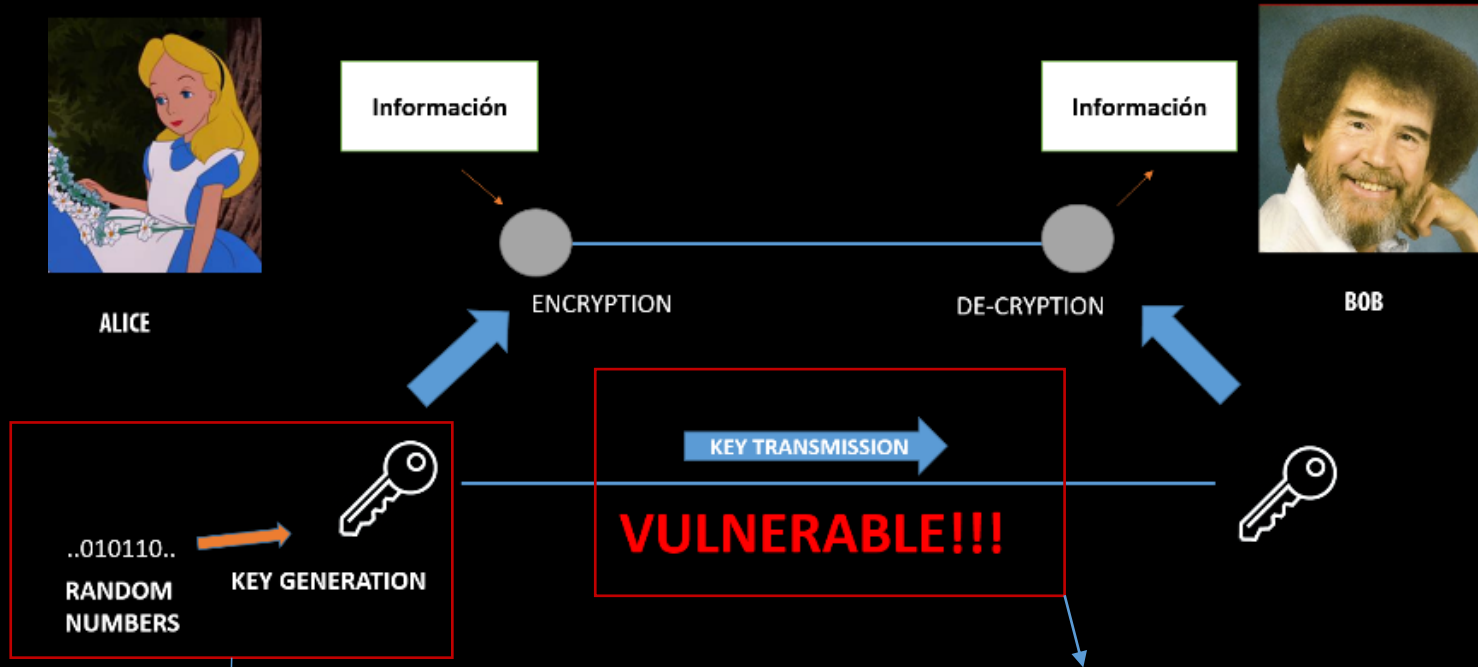 Información
Información
ENCRYPTION
DE-CRYPTION
ALICE
BOB
KEY TRANSMISSION
VULNERABLE!!!
..010110..
RANDOM
NUMBERS
KEY GENERATION